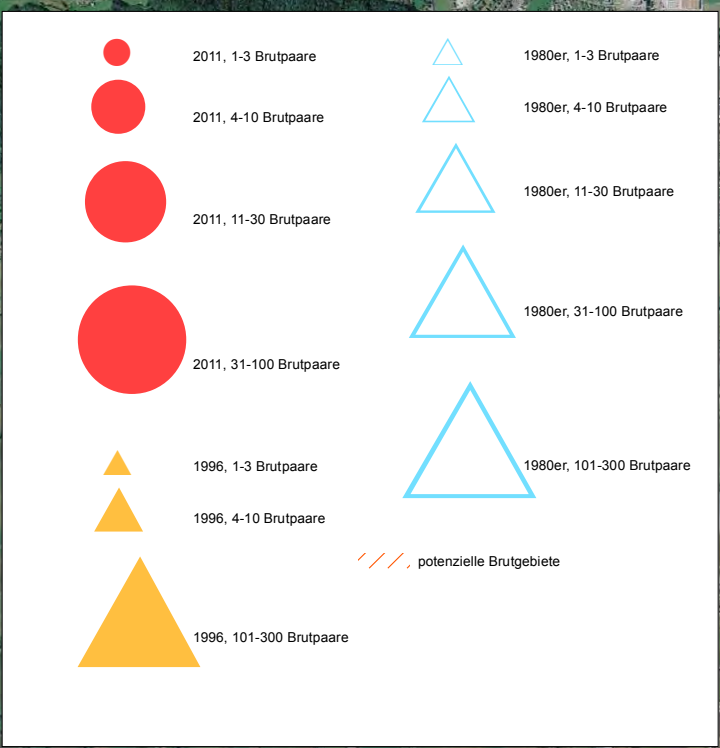 2011, 1-3 Brutpaare
2011, 4-10 Brutpaare
2011, 11-30 Brutpaare
2011, 31-100 Brutpaare
1996, 1-3 Brutpaare
1996, 4-10 Brutpaare
1996, 101-300 Brutpaare
1980er, 1-3 Brutpaare
1980er, 4-10 Brutpaare
1980er, 11-30 Brutpaare
1980er, 31-100 Brutpaare
1980er, 101-300 Brutpaare
potenzielle Brutgebiete